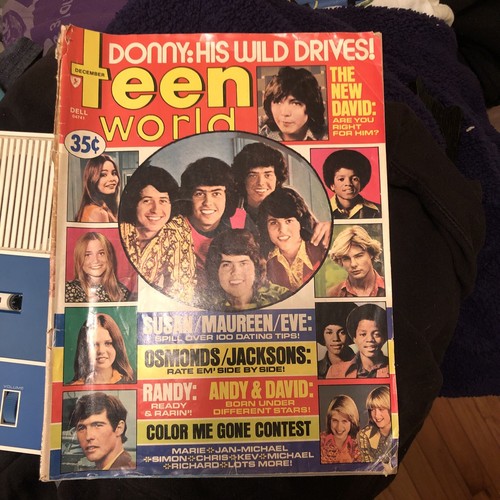 DONNY: HIS WILD DRIVES!
DECEMBER
Teen
world
DELL
35¢
THE
NEW
DAVID:
ARE YOU
RIGHT
FOR HIM?
SUSAN/MAUREEN/EVE:
SPILL OVER 100 DATING TIPS!
OSMONDS/JACKSONS:
RATE EM' SIDE BY SIDE!
RANDY:
READY
& RARIN'!
ANDY & DAVID:
BORN UNDER
DIFFERENT STARS!
COLOR ME GONE CONTEST
MARIE JAN-MICHAEL
SIMON CHRIS KEV MICHAEL
RICHARD LOTS MORE!
VOLUME